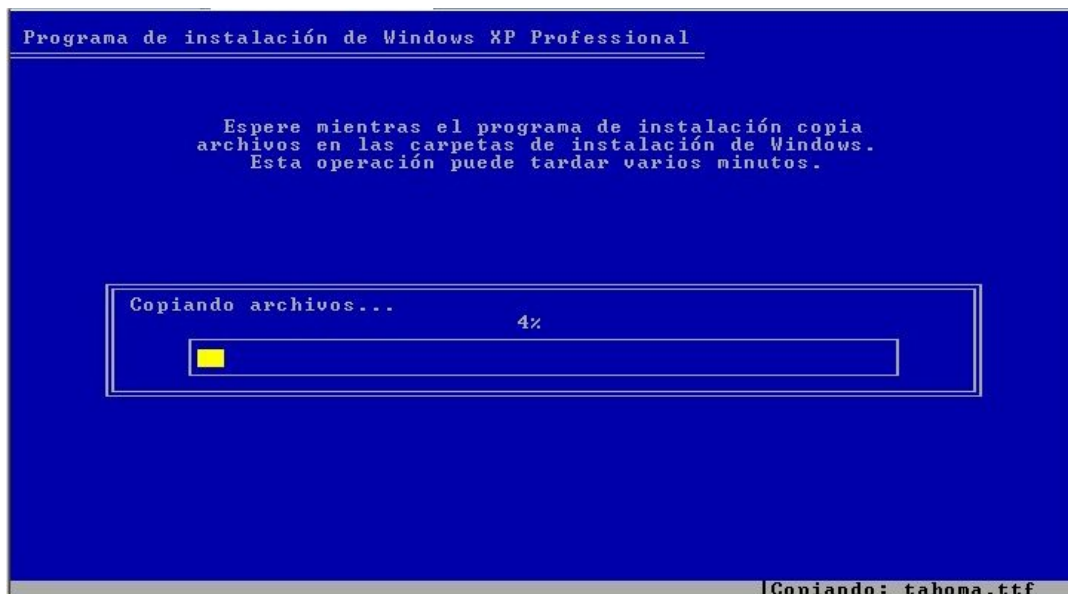 Programa de instalación de Windows XP Professional
Espere mientras el programa de instalación copia
archivos en las carpetas de instalación de Windows.
Esta operación puede tardar varios minutos.
Copiando archivos...
4%
|Copiando: tahoma.ttf